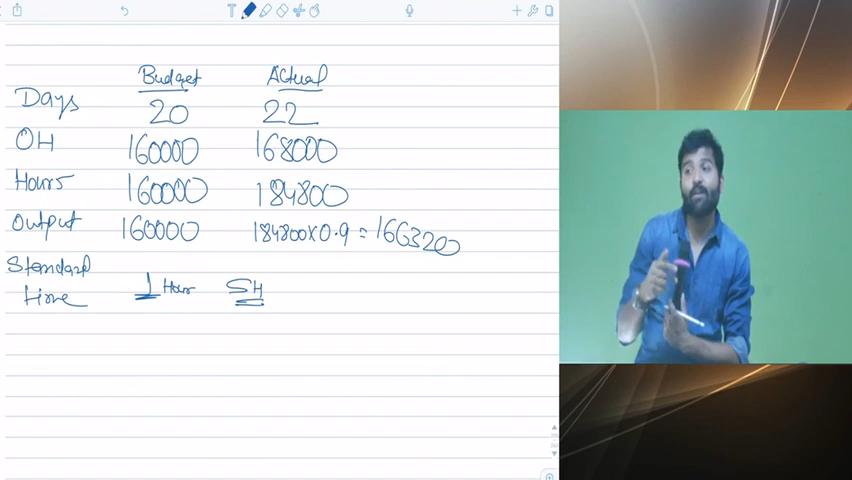 Budget Actual
Days 20 22
OH 160000 168000
Hours 160000 184800
Output 160000 184800x0.9 = 166320
Standard
time 1 Hour SH